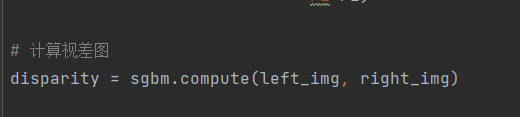 # 计算视差图
disparity = sgbm.compute(left_img, right_img)